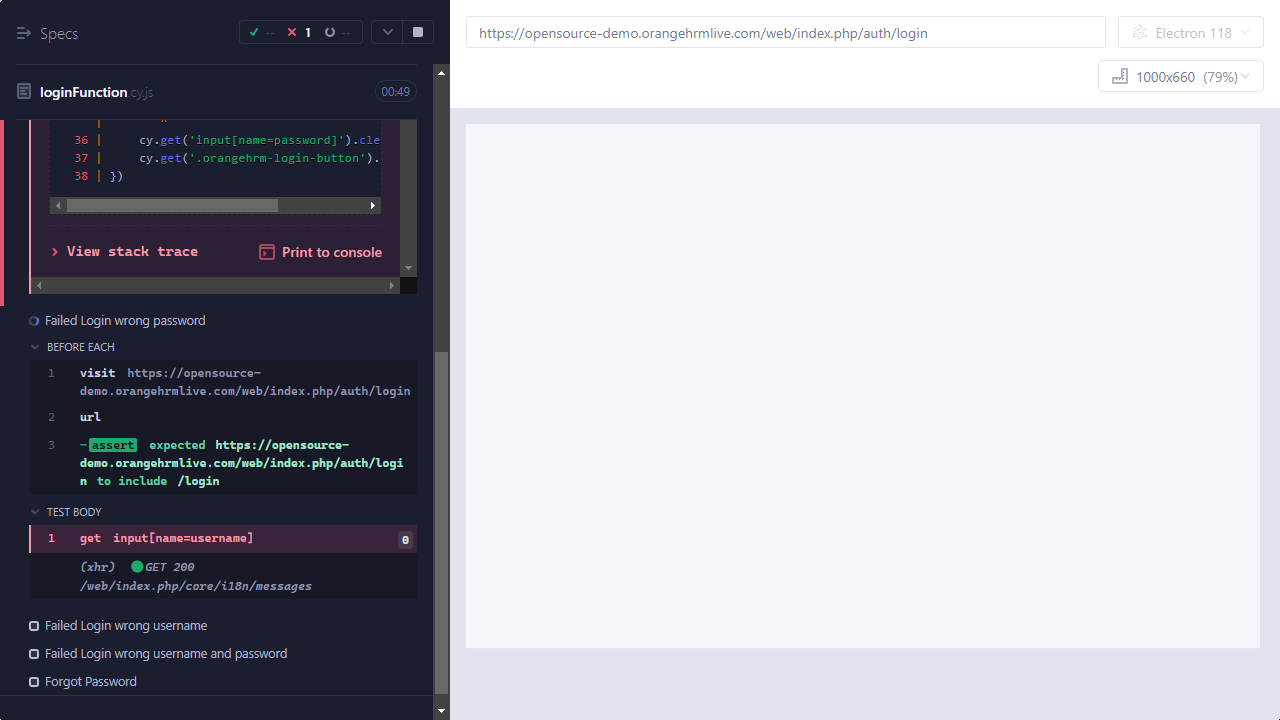 Specs
-- 1 --
loginFunction.cy.js
00:49
36 | cy.get('input[name=password]').cle
37 | cy.get('.orangehrm-login-button').
38 | })
View stack trace
Print to console
Failed Login wrong password
BEFORE EACH
1 visit https://opensource-
demo.orangehrmlive.com/web/index.php/auth/login
2 url
3 -assert expected https://opensource-
demo.orangehrmlive.com/web/index.php/auth/logi
n to include /login
TEST BODY
1 get input[name=username] 0
(xhr) GET 200
/web/index.php/core/i18n/messages
Failed Login wrong username
Failed Login wrong username and password
Forgot Password
https://opensource-demo.orangehrmlive.com/web/index.php/auth/login
Electron 118
1000x660 (79%)